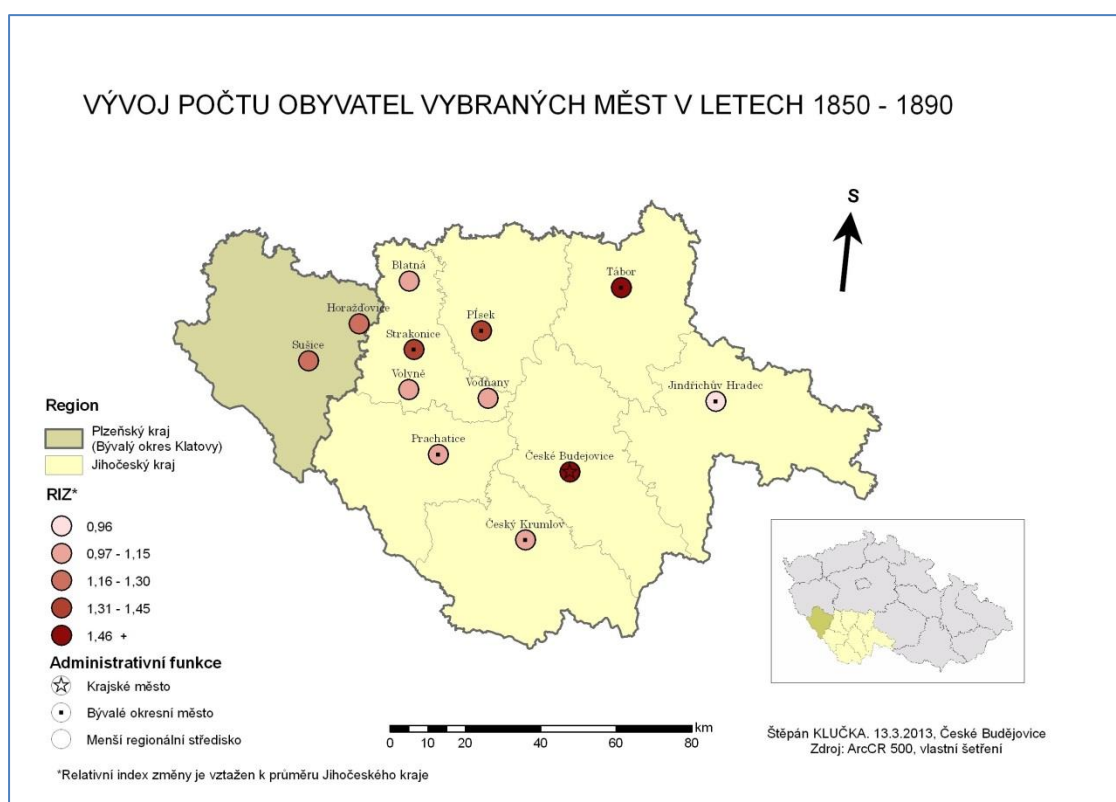 VÝVOJ POČTU OBYVATEL VYBRANÝCH MĚST V LETECH 1850 - 1890
S
Blatná
Tábor
Horažďovice
Písek
Strakonice
Sušice
Volyně
Vodňany
Jindřichův Hradec
Prachatice
České Budejovice
Český Krumlov
Region
Plzeňský kraj
(Bývalý okres Klatovy)
Jihočeský kraj
RIZ*
0,96
0,97 - 1,15
1,16 - 1,30
1,31 - 1,45
1,46 +
Administrativní funkce
Krajské město
Bývalé okresní město
Menší regionální středisko
km
0 5 10 20 40 60 80
Štěpán KLUČKA. 13.3.2013, České Budějovice
Zdroj: ArcCR 500, vlastní šetření
*Relativní index změny je vztažen k průměru Jihočeského kraje